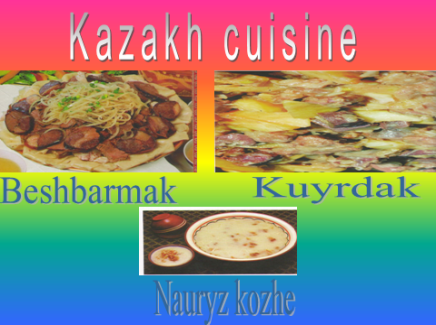 Kazakh cuisine
Beshbarmak
Kuyrdak
Nauryz kozhe